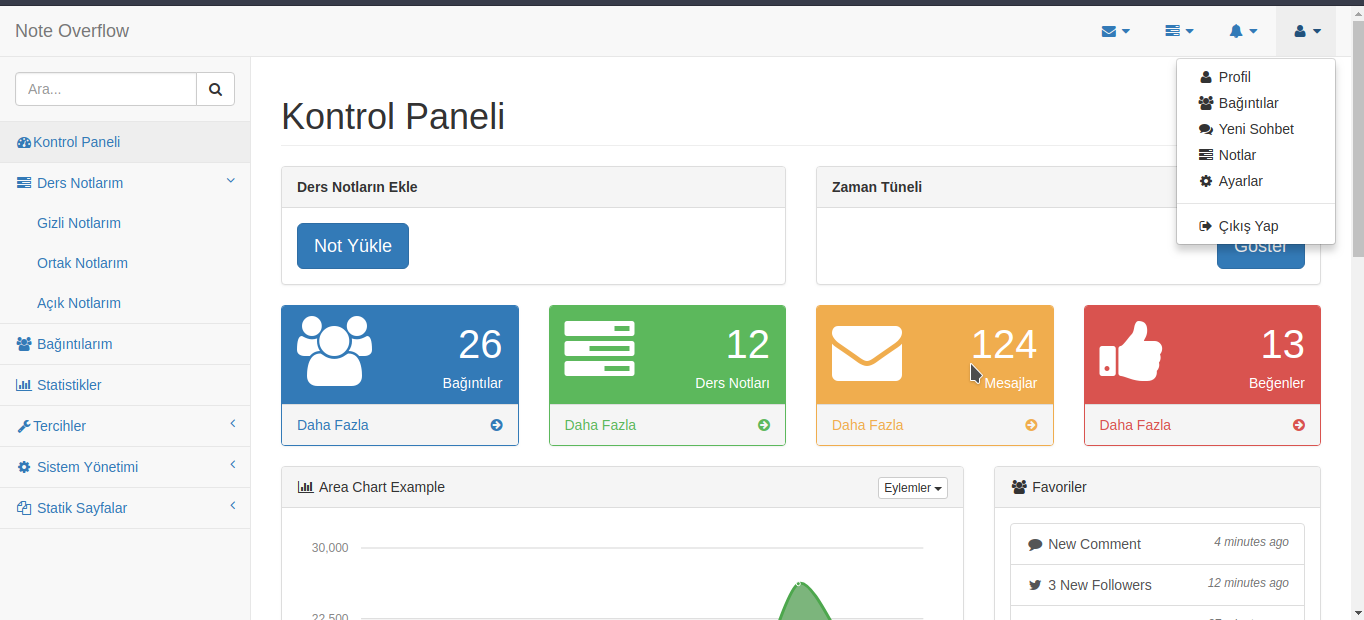 Note Overflow
Ara...
Kontrol Paneli
Ders Notlarım
Gizli Notlarım
Ortak Notlarım
Açık Notlarım
Bağıntılarım
Statistikler
Tercihler
Sistem Yönetimi
Statik Sayfalar
Profil
Bağıntılar
Yeni Sohbet
Notlar
Ayarlar
Çıkış Yap
Kontrol Paneli
Ders Notların Ekle
Not Yükle
Zaman Tüneli
Göster
26
Bağıntılar
Daha Fazla
12
Ders Notları
Daha Fazla
124
Mesajlar
Daha Fazla
13
Beğenler
Daha Fazla
Area Chart Example
Eylemler
30,000
22,500
Favoriler
New Comment 4 minutes ago
3 New Followers 12 minutes ago